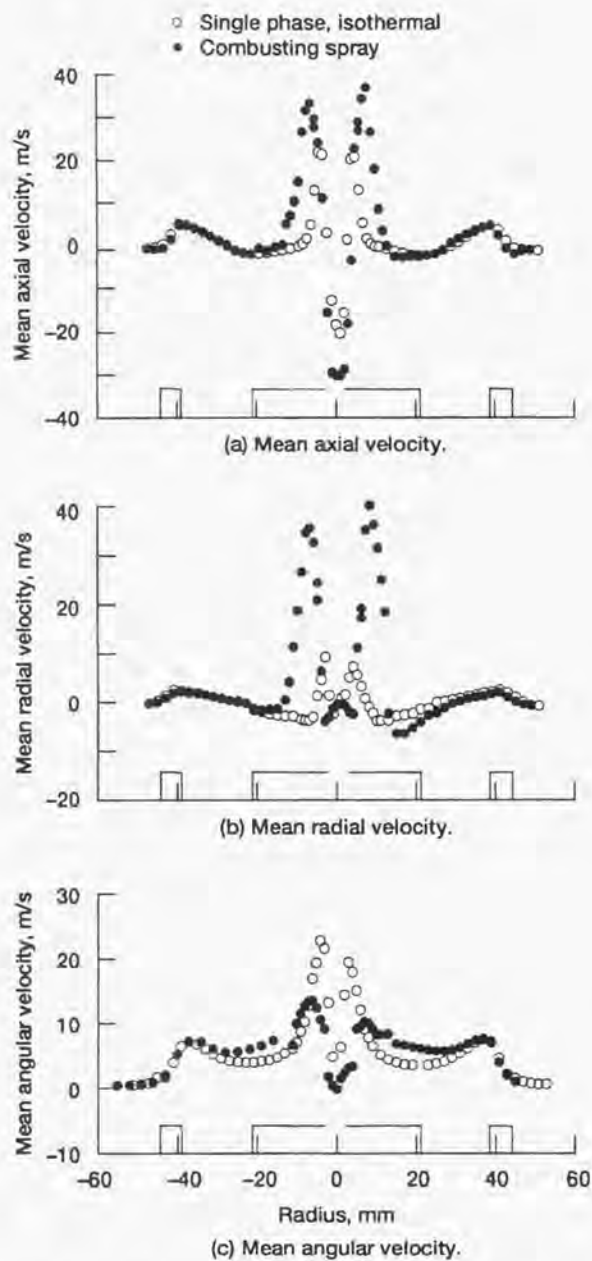 Single phase, isothermal
Combusting spray
Mean axial velocity, m/s
40
20
0
−20
−40
(a) Mean axial velocity.
Mean radial velocity, m/s
40
20
0
−20
(b) Mean radial velocity.
Mean angular velocity, m/s
30
20
10
0
−10
−60 −40 −20 0 20 40 60
Radius, mm
(c) Mean angular velocity.